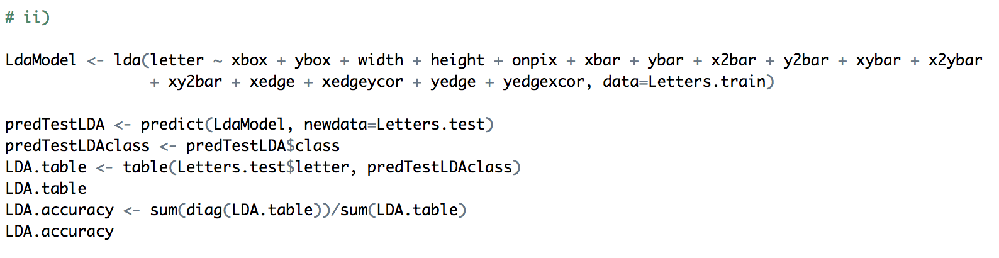 # ii)
LdaModel <- lda(letter ~ xbox + ybox + width + height + onpix + xbar + ybar + x2bar + y2bar + xybar + x2ybar
+ xy2bar + xedge + xedgeycor + yedge + yedgexcor, data=Letters.train)
predTestLDA <- predict(LdaModel, newdata=Letters.test)
predTestLDAclass <- predTestLDA$class
LDA.table <- table(Letters.test$letter, predTestLDAclass)
LDA.table
LDA.accuracy <- sum(diag(LDA.table))/sum(LDA.table)
LDA.accuracy